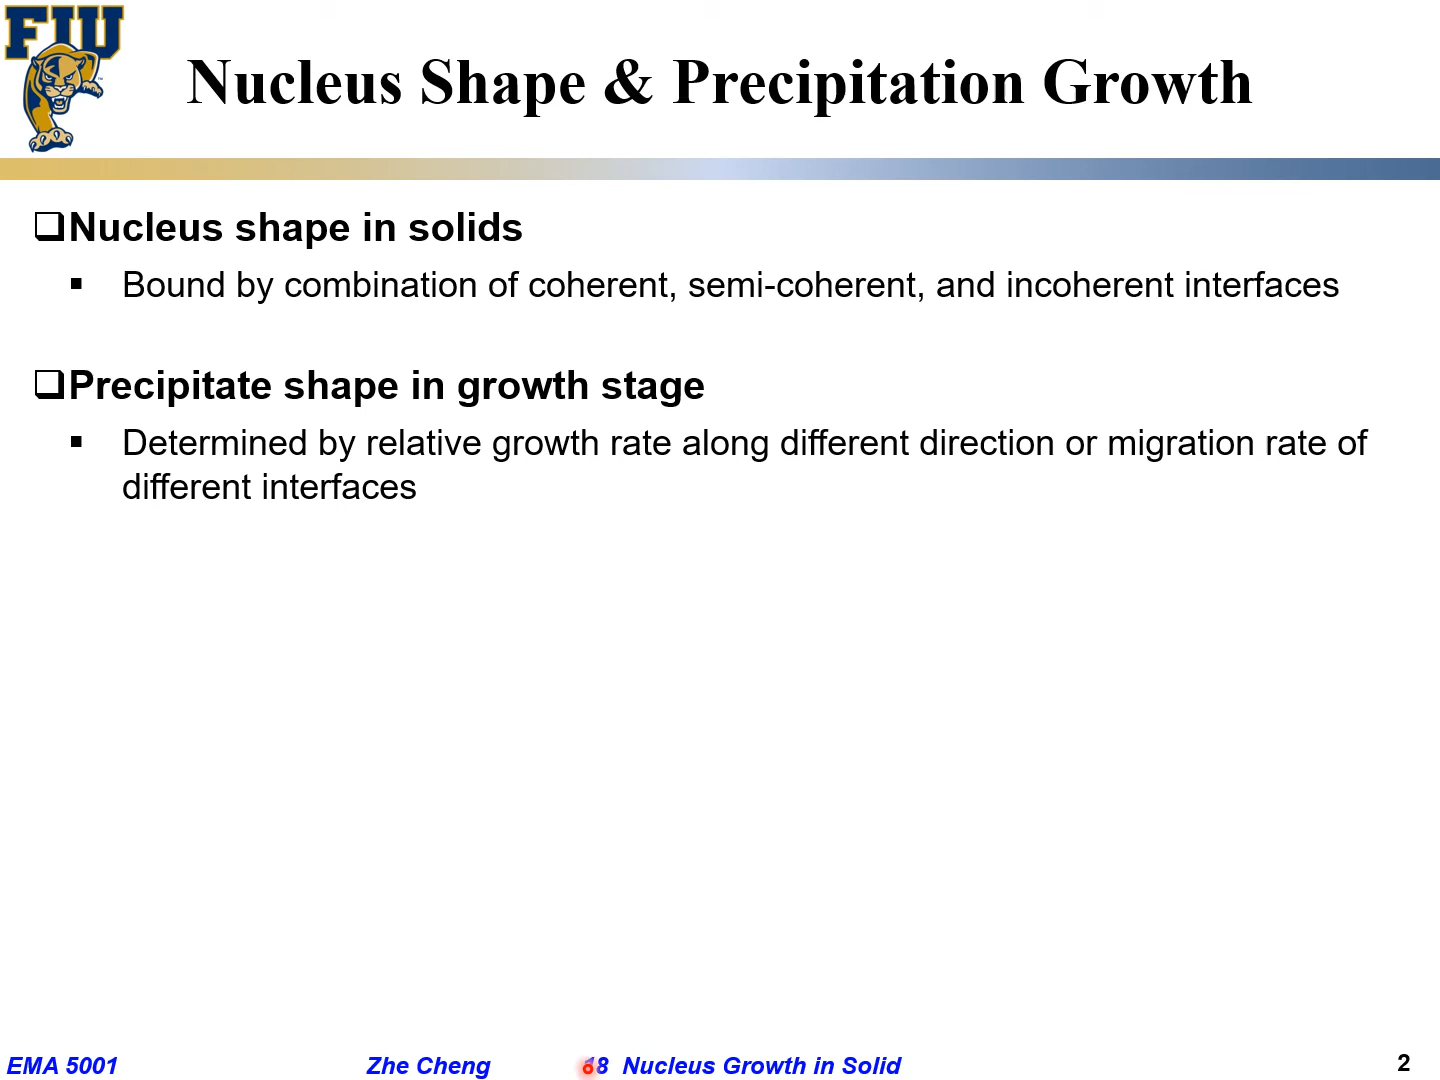 FIU
Nucleus Shape & Precipitation Growth
Nucleus shape in solids
Bound by combination of coherent, semi-coherent, and incoherent interfaces
Precipitate shape in growth stage
Determined by relative growth rate along different direction or migration rate of
different interfaces
EMA 5001 Zhe Cheng 18 Nucleus Growth in Solid 2